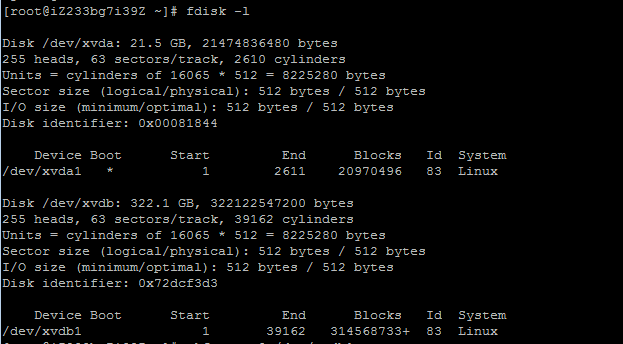 [root@iZ233bg7i39Z ~]# fdisk -l
Disk /dev/xvda: 21.5 GB, 21474836480 bytes
255 heads, 63 sectors/track, 2610 cylinders
Units = cylinders of 16065 * 512 = 8225280 bytes
Sector size (logical/physical): 512 bytes / 512 bytes
I/O size (minimum/optimal): 512 bytes / 512 bytes
Disk identifier: 0x00081844
Device Boot Start End Blocks Id System
/dev/xvda1 * 1 2611 20970496 83 Linux
Disk /dev/xvdb: 322.1 GB, 322122547200 bytes
255 heads, 63 sectors/track, 39162 cylinders
Units = cylinders of 16065 * 512 = 8225280 bytes
Sector size (logical/physical): 512 bytes / 512 bytes
I/O size (minimum/optimal): 512 bytes / 512 bytes
Disk identifier: 0x72dcf3d3
Device Boot Start End Blocks Id System
/dev/xvdb1 1 39162 314568733+ 83 Linux